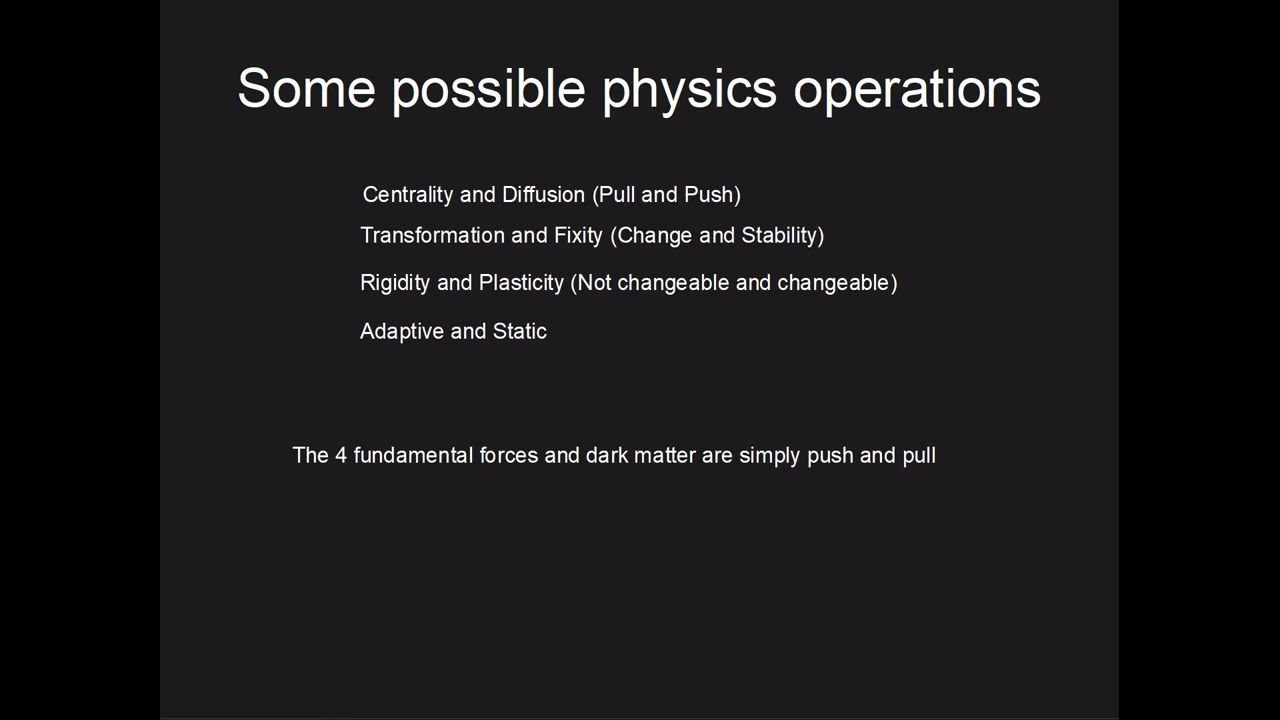 Some possible physics operations
Centrality and Diffusion (Pull and Push)
Transformation and Fixity (Change and Stability)
Rigidity and Plasticity (Not changeable and changeable)
Adaptive and Static
The 4 fundamental forces and dark matter are simply push and pull